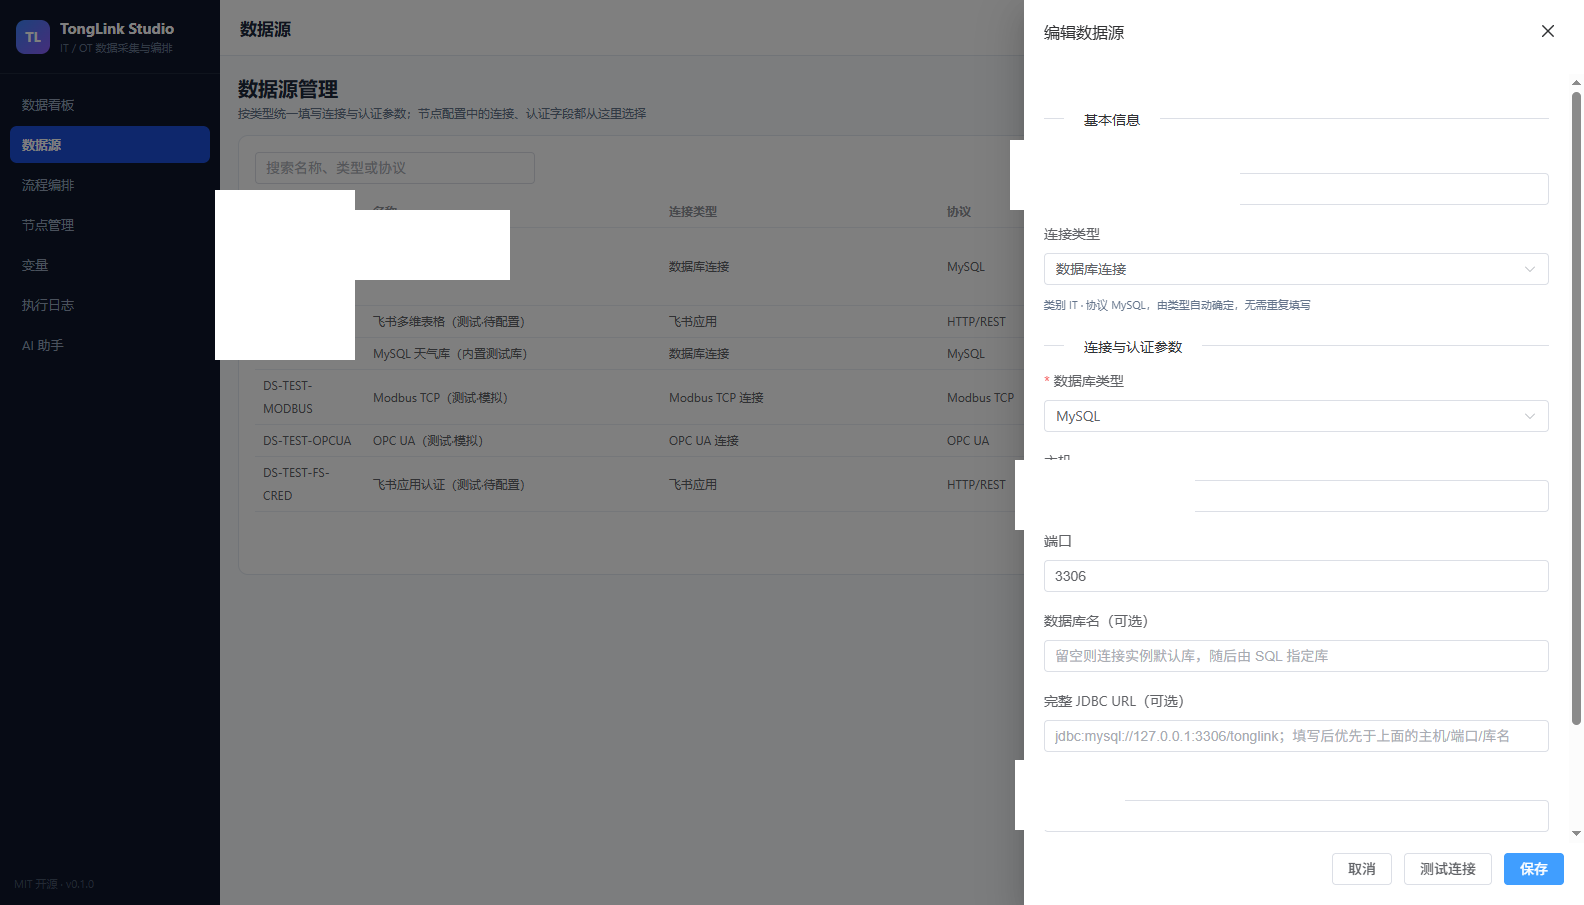 TL
TongLink Studio
IT / OT 数据采集与编排
数据看板
数据源
流程编排
节点管理
变量
执行日志
AI 助手
MIT 开源 · v0.1.0
数据源
数据源管理
按类型统一填写连接与认证参数；节点配置中的连接、认证字段都从这里选择
搜索名称、类型或协议
连接类型 协议
数据库连接 MySQL
飞书多维表格（测试·待配置） 飞书应用 HTTP/REST
MySQL 天气库（内置测试库） 数据库连接 MySQL
DS-TEST-
MODBUS
Modbus TCP（测试·模拟） Modbus TCP 连接 Modbus TCP
DS-TEST-OPCUA OPC UA（测试·模拟） OPC UA 连接 OPC UA
DS-TEST-FS-
CRED
飞书应用认证（测试·待配置） 飞书应用 HTTP/REST
编辑数据源
基本信息
连接类型
数据库连接
类别 IT · 协议 MySQL，由类型自动确定，无需重复填写
连接与认证参数
* 数据库类型
MySQL
端口
3306
数据库名（可选）
留空则连接实例默认库，随后由 SQL 指定库
完整 JDBC URL（可选）
jdbc:mysql://127.0.0.1:3306/tonglink；填写后优先于上面的主机/端口/库名
取消
测试连接
保存